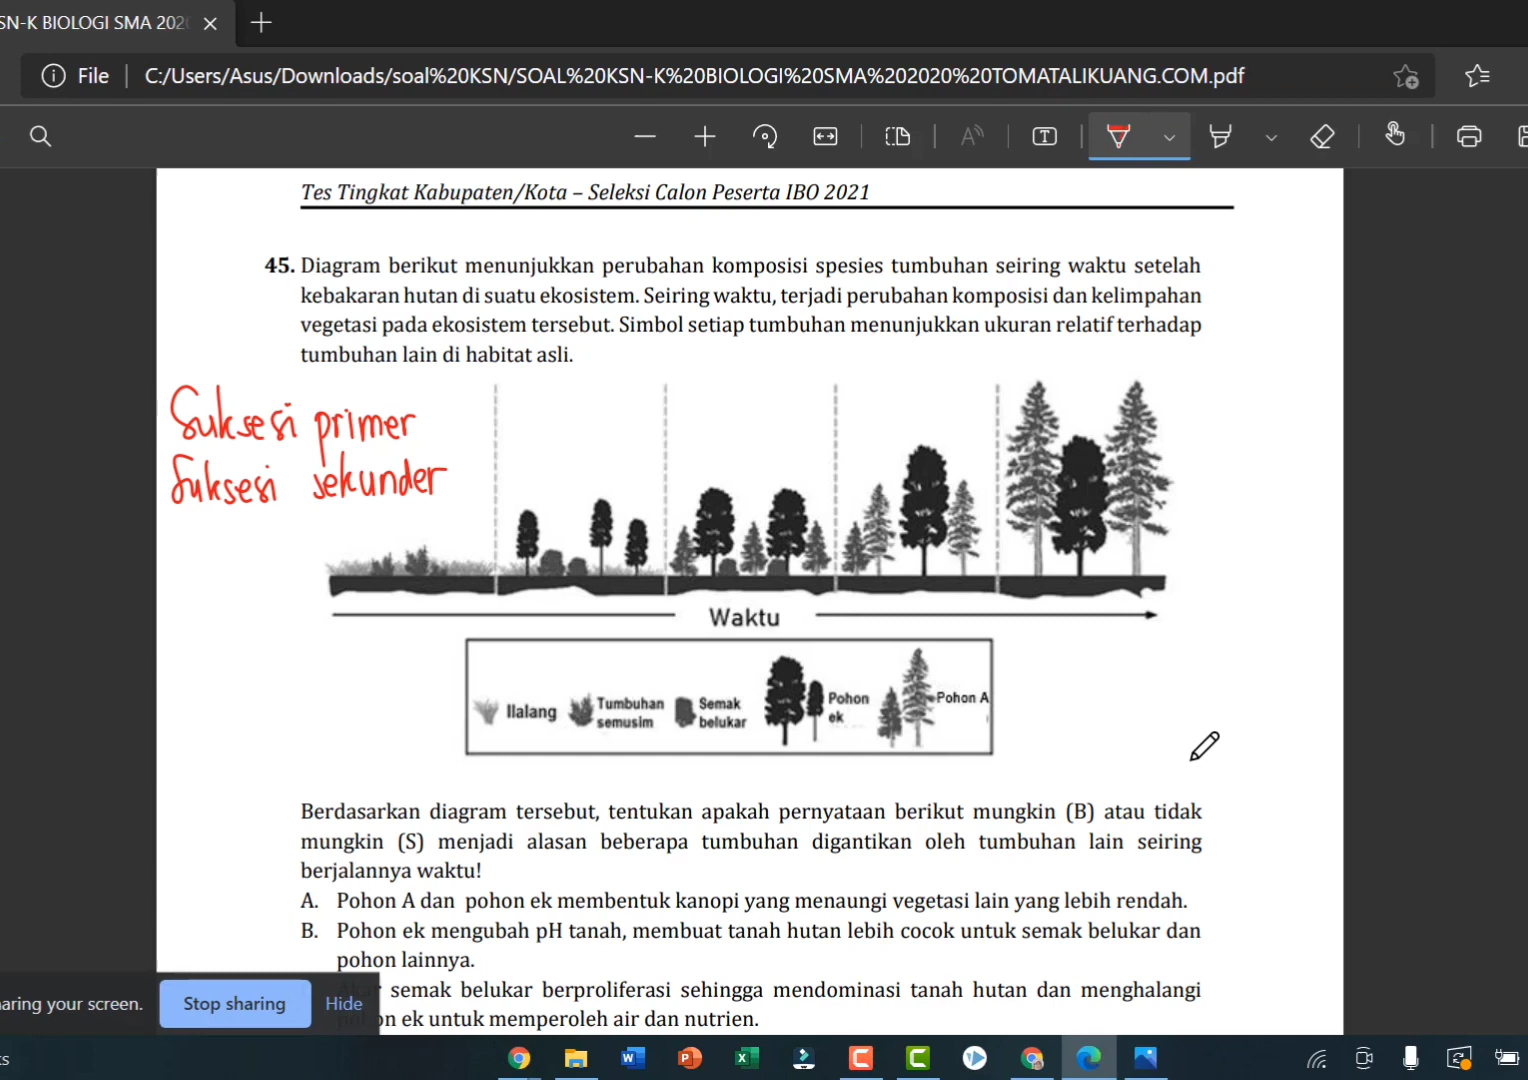 SN-K BIOLOGI SMA 202
File
C:/Users/Asus/Downloads/soal%20KSN/SOAL%20KSN-K%20BIOLOGI%20SMA%202020%20TOMATALIKUANG.COM.pdf
Tes Tingkat Kabupaten/Kota – Seleksi Calon Peserta IBO 2021
45. Diagram berikut menunjukkan perubahan komposisi spesies tumbuhan seiring waktu setelah
kebakaran hutan di suatu ekosistem. Seiring waktu, terjadi perubahan komposisi dan kelimpahan
vegetasi pada ekosistem tersebut. Simbol setiap tumbuhan menunjukkan ukuran relatif terhadap
tumbuhan lain di habitat asli.
Suksesi primer
Suksesi sekunder
Waktu
Ilalang
Tumbuhan
semusim
Semak
belukar
Pohon
ek
Pohon A
Berdasarkan diagram tersebut, tentukan apakah pernyataan berikut mungkin (B) atau tidak
mungkin (S) menjadi alasan beberapa tumbuhan digantikan oleh tumbuhan lain seiring
berjalannya waktu!
A. Pohon A dan pohon ek membentuk kanopi yang menaungi vegetasi lain yang lebih rendah.
B. Pohon ek mengubah pH tanah, membuat tanah hutan lebih cocok untuk semak belukar dan
pohon lainnya.
Akar semak belukar berproliferasi sehingga mendominasi tanah hutan dan menghalangi
pohon ek untuk memperoleh air dan nutrien.
aring your screen.
Stop sharing
Hide
ts